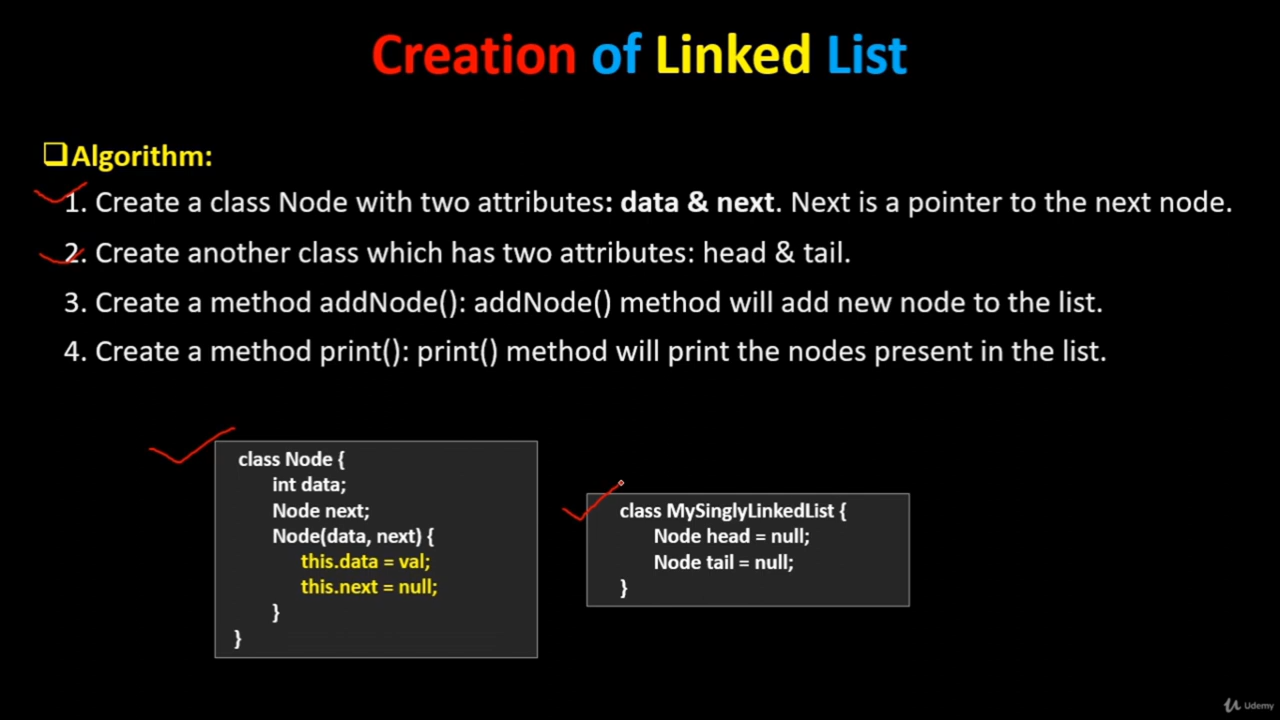 Creation of Linked List
❑Algorithm:
1. Create a class Node with two attributes: data & next. Next is a pointer to the next node.
2. Create another class which has two attributes: head & tail.
3. Create a method addNode(): addNode() method will add new node to the list.
4. Create a method print(): print() method will print the nodes present in the list.
class Node {
int data;
Node next;
Node(data, next) {
this.data = val;
this.next = null;
}
}
class MySinglyLinkedList {
Node head = null;
Node tail = null;
}
Udemy